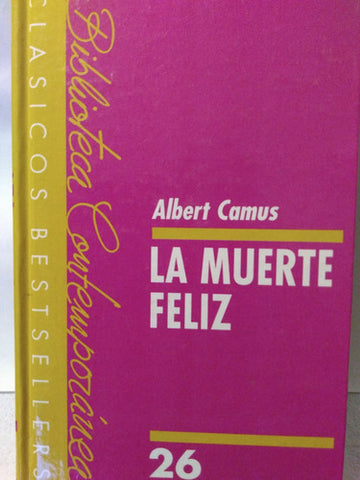 CLASICOS BESTSELLERS
Biblioteca Contemporánea
Albert Camus
LA MUERTE
FELIZ
26